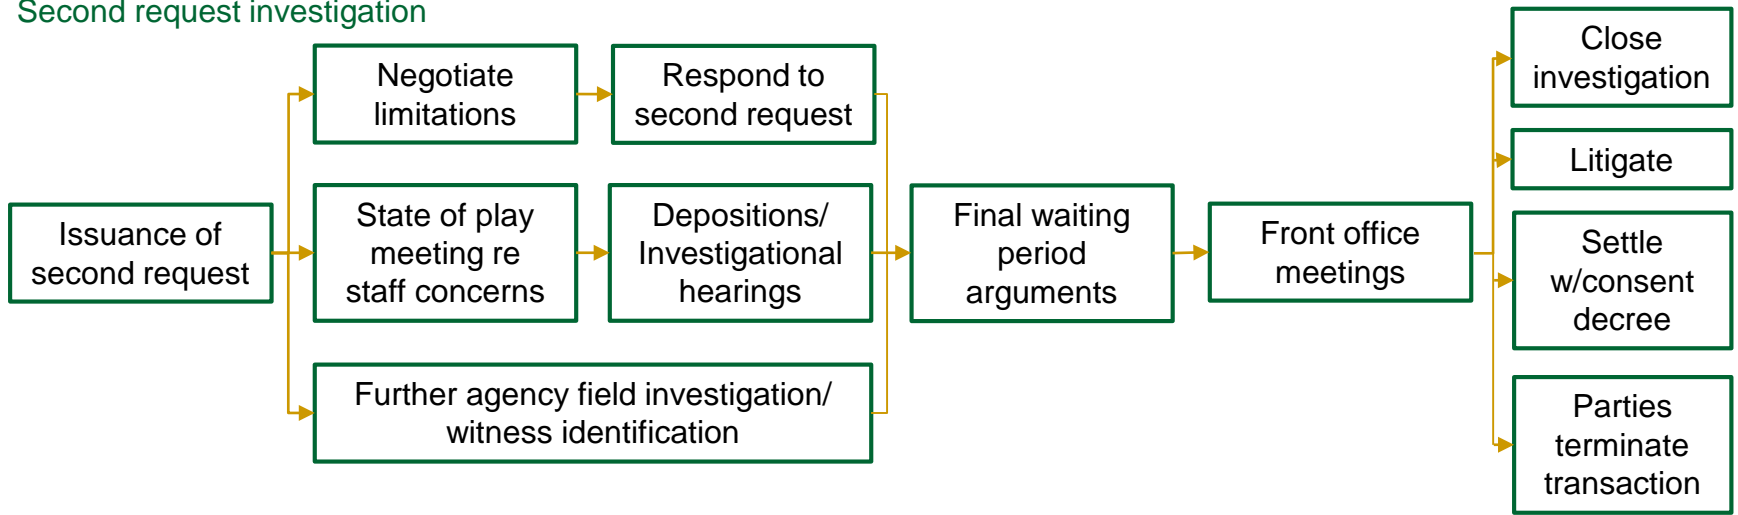 Second request investigation
Negotiate
limitations
Respond to
second request
Close
investigation
Litigate
Issuance of
second request
State of play
meeting re
staff concerns
Depositions/
Investigational
hearings
Final waiting
period
arguments
Front office
meetings
Settle
w/consent
decree
Further agency field investigation/
witness identification
Parties
terminate
transaction